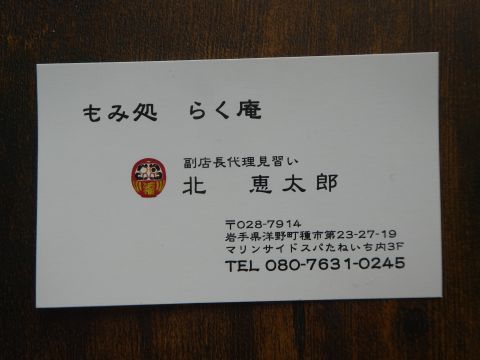 もみ処 らく庵
副店長代理見習い
北 恵太郎
〒028-7914
岩手県洋野町種市第23-27-19
マリンサイドスパたねいち内3F
TEL 080-7631-0245